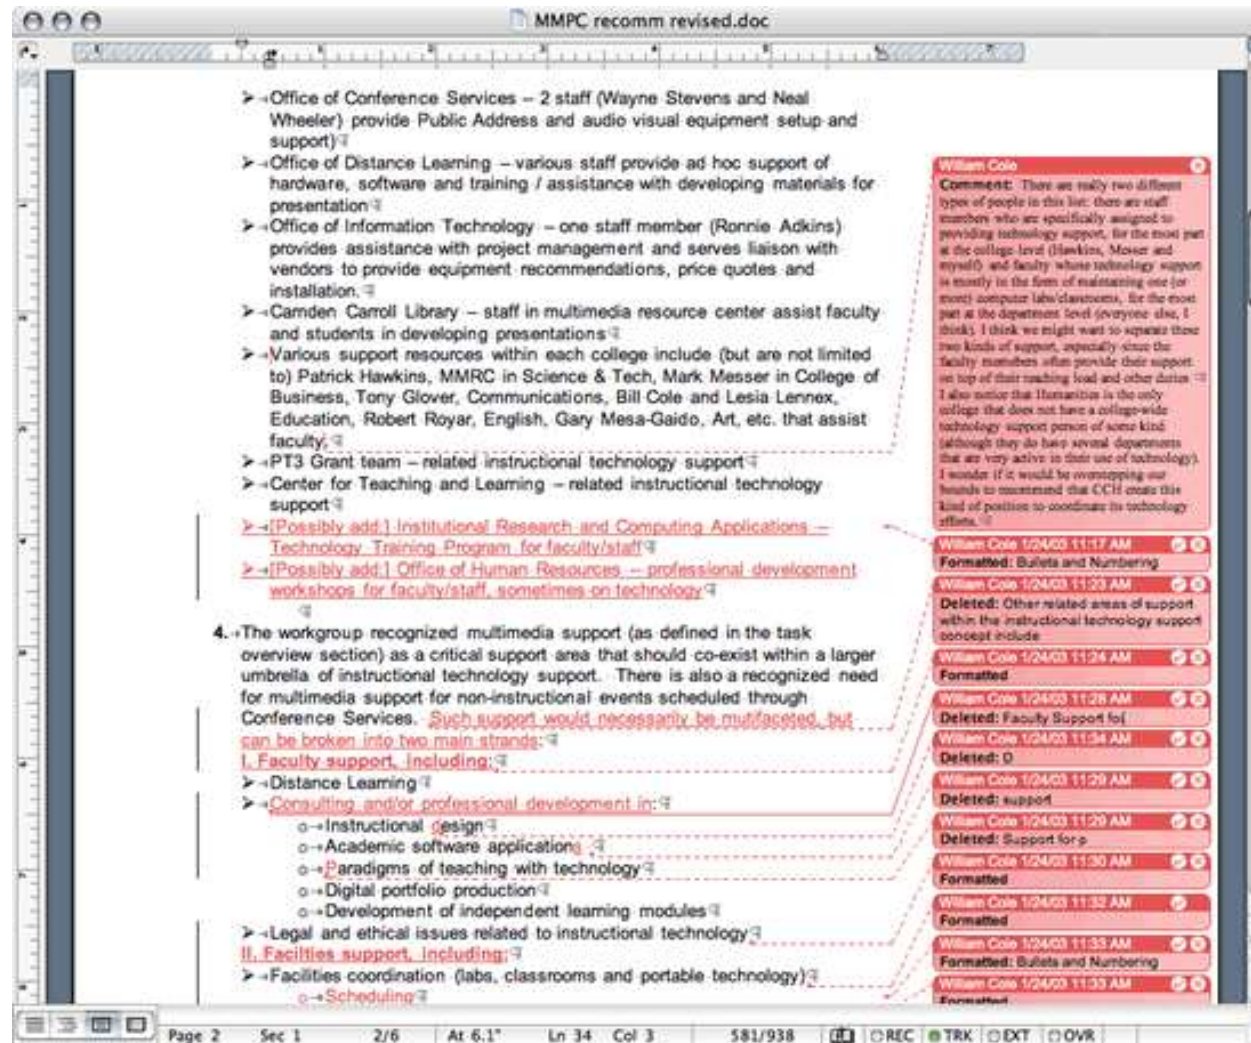 MMPC recomm revised.doc
➤ Office of Conference Services – 2 staff (Wayne Stevens and Neal
Wheeler) provide Public Address and audio visual equipment setup and
support)
➤ Office of Distance Learning – various staff provide ad hoc support of
hardware, software and training / assistance with developing materials for
presentation
➤ Office of Information Technology – one staff member (Ronnie Adkins)
provides assistance with project management and serves liaison with
vendors to provide equipment recommendations, price quotes and
installation.
➤ Camden Carroll Library – staff in multimedia resource center assist faculty
and students in developing presentations
➤ Various support resources within each college include (but are not limited
to) Patrick Hawkins, MMRC in Science & Tech, Mark Messer in College of
Business, Tony Glover, Communications, Bill Cole and Lesia Lennex,
Education, Robert Royar, English, Gary Mesa-Gaido, Art, etc. that assist
faculty.
➤ PT3 Grant team – related instructional technology support
➤ Center for Teaching and Learning – related instructional technology
support
➤ [Possibly add:] Institutional Research and Computing Applications –
Technology Training Program for faculty/staff
➤ [Possibly add:] Office of Human Resources – professional development
workshops for faculty/staff, sometimes on technology
4. The workgroup recognized multimedia support (as defined in the task
overview section) as a critical support area that should co-exist within a larger
umbrella of instructional technology support. There is also a recognized need
for multimedia support for non-instructional events scheduled through
Conference Services. Such support would necessarily be mutifaceted, but
can be broken into two main strands:
I. Faculty support, including:
➤ Distance Learning
➤ Consulting and/or professional development in:
o Instructional design
o Academic software applications
o Paradigms of teaching with technology
o Digital portfolio production
o Development of independent learning modules
➤ Legal and ethical issues related to instructional technology
II. Facilties support, including:
➤ Facilities coordination (labs, classrooms and portable technology)
o Scheduling
William Cole
Comment: There are really two different
types of people in this list: there are staff
members who are specifically assigned to
providing technology support, for the most part
at the college level (Hawkins, Messer and
myself) and faculty whose technology support
is mostly in the form of maintaining one (or
more) computer labs/classrooms, for the most
part at the department level (everyone else, I
think). I think we might want to separate these
two kinds of support, especially since the
faculty memebers often provide their support
on top of their teaching load and other duties
I also notice that Humanities is the only
college that does not have a college-wide
technology support person of some kind
(although they do have several departments
that are very active in their use of technology).
I wonder if it would be overstepping our
bounds to recommend that CCH create this
kind of position to coordinate its technology
efforts.
William Cole 1/24/03 11:17 AM
Formatted: Bullets and Numbering
William Cole 1/24/03 11:23 AM
Deleted: Other related areas of support
within the instructional technology support
concept include
William Cole 1/24/03 11:24 AM
Formatted
William Cole 1/24/03 11:28 AM
Deleted: Faculty Support for
William Cole 1/24/03 11:34 AM
Deleted: D
William Cole 1/24/03 11:29 AM
Deleted: support
William Cole 1/24/03 11:29 AM
Deleted: Support for p
William Cole 1/24/03 11:30 AM
Formatted
William Cole 1/24/03 11:32 AM
Formatted
William Cole 1/24/03 11:33 AM
Formatted: Bullets and Numbering
William Cole 1/24/03 11:33 AM
Formatted
Page 2 Sec 1 2/6 At 6.1" Ln 34 Col 3 581/938 REC TRK EXT OVR